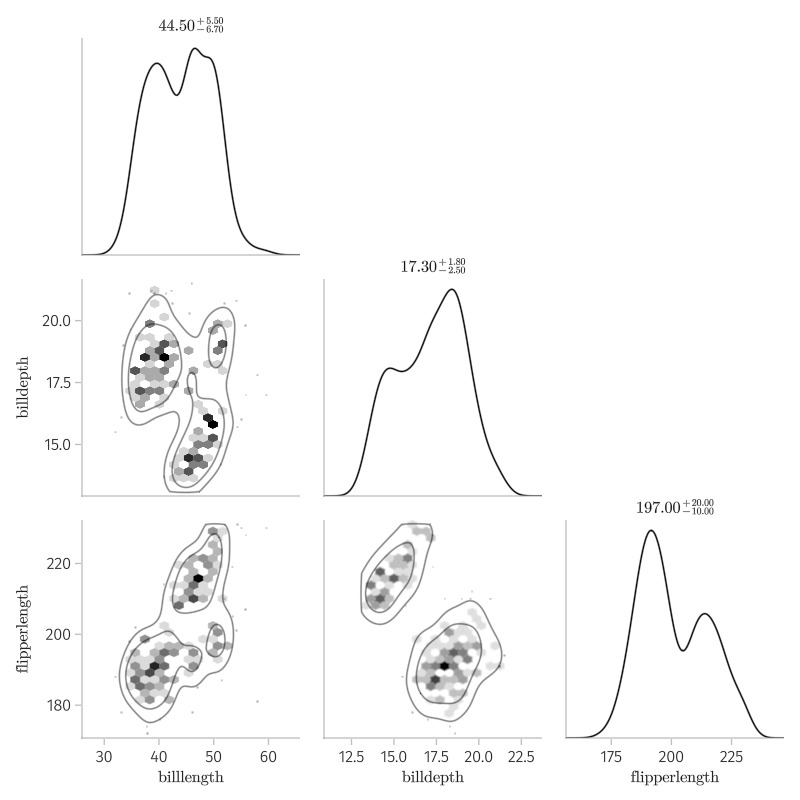 44.50 +5.50 −6.70
17.30 +1.80 −2.50
20.0
17.5
15.0
billdepth
197.00 +20.00 −10.00
220
200
180
flipperlength
30 40 50 60
12.5 15.0 17.5 20.0 22.5
175 200 225
billlength
billdepth
flipperlength